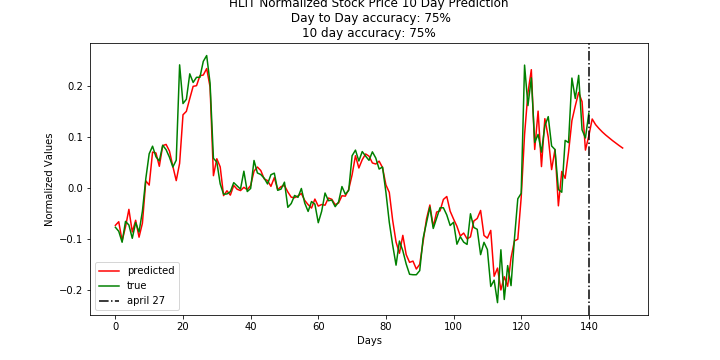 HLIT Normalized Stock Price 10 Day Prediction
Day to Day accuracy: 75%
10 day accuracy: 75%
Normalized Values
0.2
0.1
0.0
−0.1
−0.2
predicted
true
april 27
0 20 40 60 80 100 120 140
Days